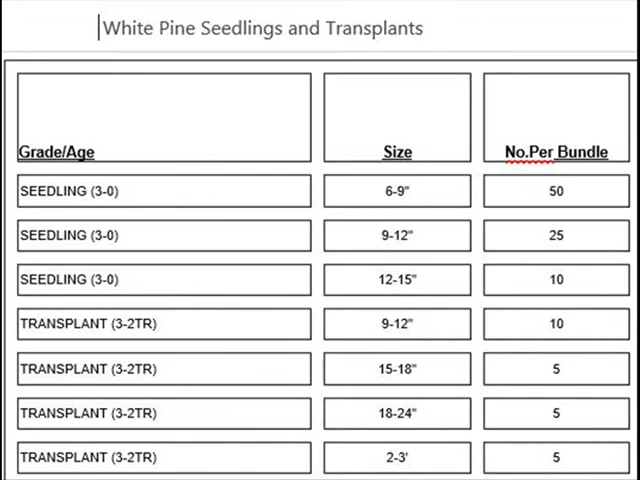 White Pine Seedlings and Transplants
Grade/Age Size No.Per Bundle
SEEDLING (3-0) 6-9" 50
SEEDLING (3-0) 9-12" 25
SEEDLING (3-0) 12-15" 10
TRANSPLANT (3-2TR) 9-12" 10
TRANSPLANT (3-2TR) 15-18" 5
TRANSPLANT (3-2TR) 18-24" 5
TRANSPLANT (3-2TR) 2-3' 5